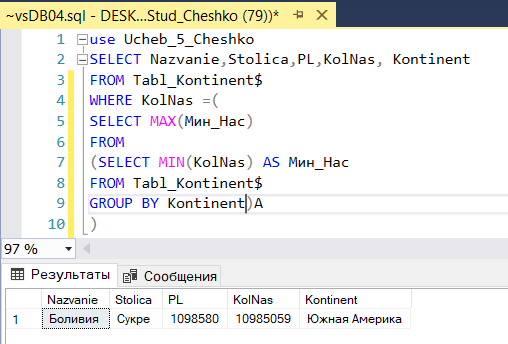 ~vsDB04.sql - DESK...Stud_Cheshko (79))*
1 use Ucheb_5_Cheshko
2 SELECT Nazvanie,Stolica,PL,KolNas, Kontinent
3 FROM Tabl_Kontinent$
4 WHERE KolNas =(
5 SELECT MAX(Мин_Нас)
6 FROM
7 (SELECT MIN(KolNas) AS Мин_Нас
8 FROM Tabl_Kontinent$
9 GROUP BY Kontinent)A
10 )
97 %
Результаты Сообщения
Nazvanie Stolica PL KolNas Kontinent
1 Боливия Сукре 1098580 10985059 Южная Америка